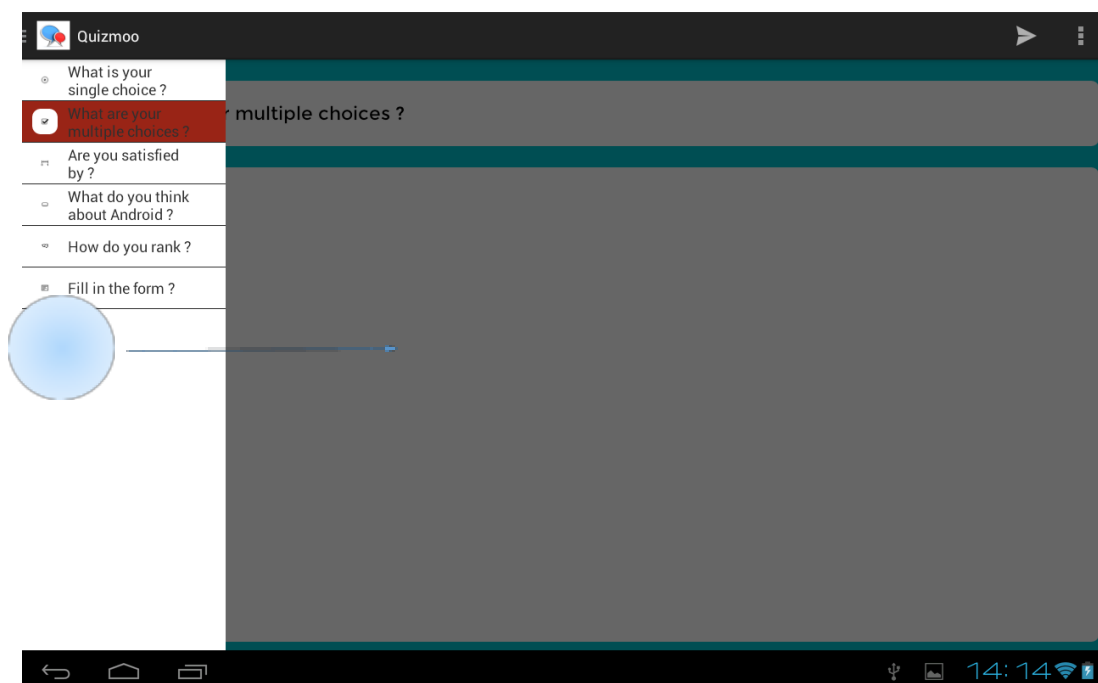 Quizmoo
What is your
single choice ?
What are your
multiple choices ?
Are you satisfied
by ?
What do you think
about Android ?
How do you rank ?
Fill in the form ?
multiple choices ?
14:14